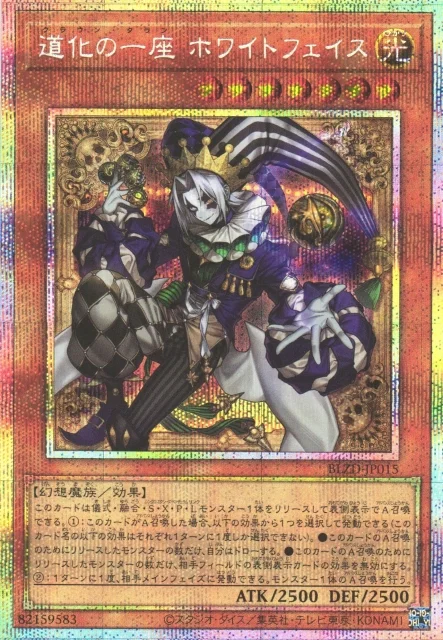 道化の一座 ホワイトフェイス
光
BLZD-JP015
【幻想魔族／効果】
このカードは儀式・融合・S・X・P・Lモンスター1体をリリースして表側表示でA召喚
できる。①:このカードがA召喚した場合、以下の効果から1つを選択して発動できる(この
カード名の以下の効果はそれぞれ1ターンに1度しか選択できない)。●このカードのA召喚
のためにリリースしたモンスターの数だけ、自分はドローする。●このカードのA召喚のために
リリースしたモンスターの数だけ、相手フィールドの表側表示カードの効果を無効にする。
②:1ターンに1度、相手メインフェイズに発動できる。モンスター1体のA召喚を行う。
ATK/2500 DEF/2500
82159583
©スタジオ・ダイス/集英社・テレビ東京・KONAMI